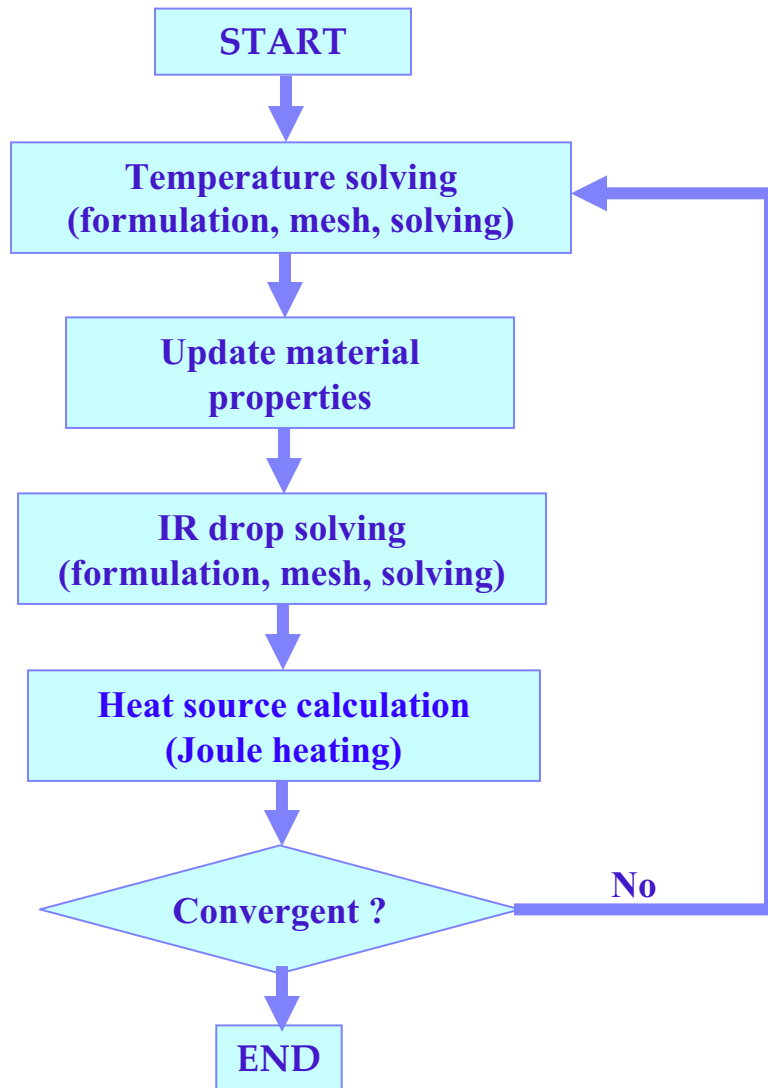 START
Temperature solving
(formulation, mesh, solving)
Update material
properties
IR drop solving
(formulation, mesh, solving)
Heat source calculation
(Joule heating)
Convergent ?
No
END